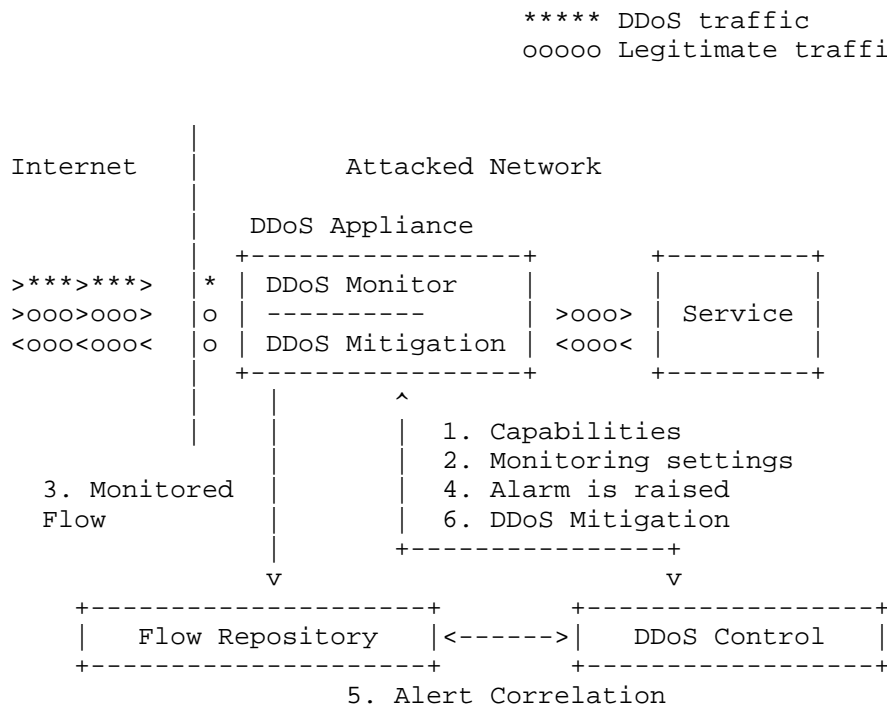 ***** DDoS traffic
ooooo Legitimate traffi
Internet | Attacked Network
DDoS Appliance
+------------------+ +---------+
>***>***> |* | DDoS Monitor | | |
>ooo>ooo> |o | ---------- | >ooo> | Service |
<ooo<ooo< |o | DDoS Mitigation | <ooo< | |
+------------------+ +---------+
| | ^
| | | 1. Capabilities
| | 2. Monitoring settings
3. Monitored | | 4. Alarm is raised
Flow | | 6. DDoS Mitigation
| +----------------+
v v
+---------------------+ +------------------+
| Flow Repository |<------>| DDoS Control |
+---------------------+ +------------------+
5. Alert Correlation